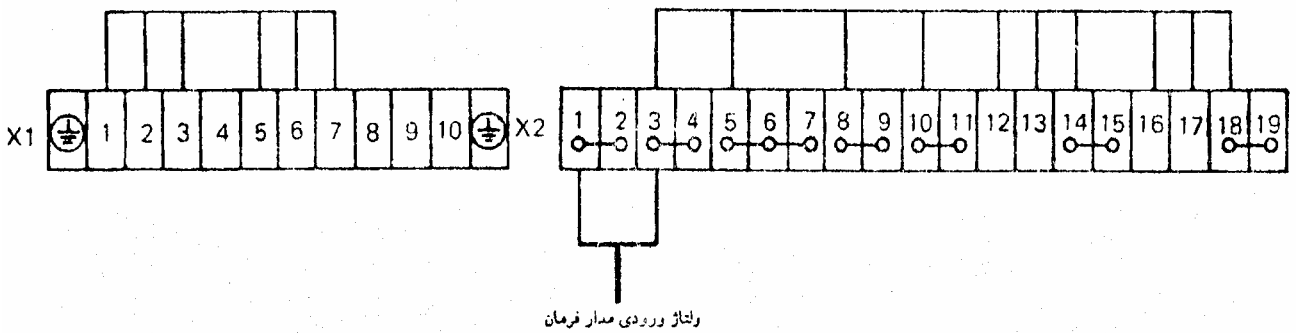 X1 1 2 3 4 5 6 7 8 9 10
X2 1 2 3 4 5 6 7 8 9 10 11 12 13 14 15 16 17 18 19
ولتاژ ورودی مدار فرمان